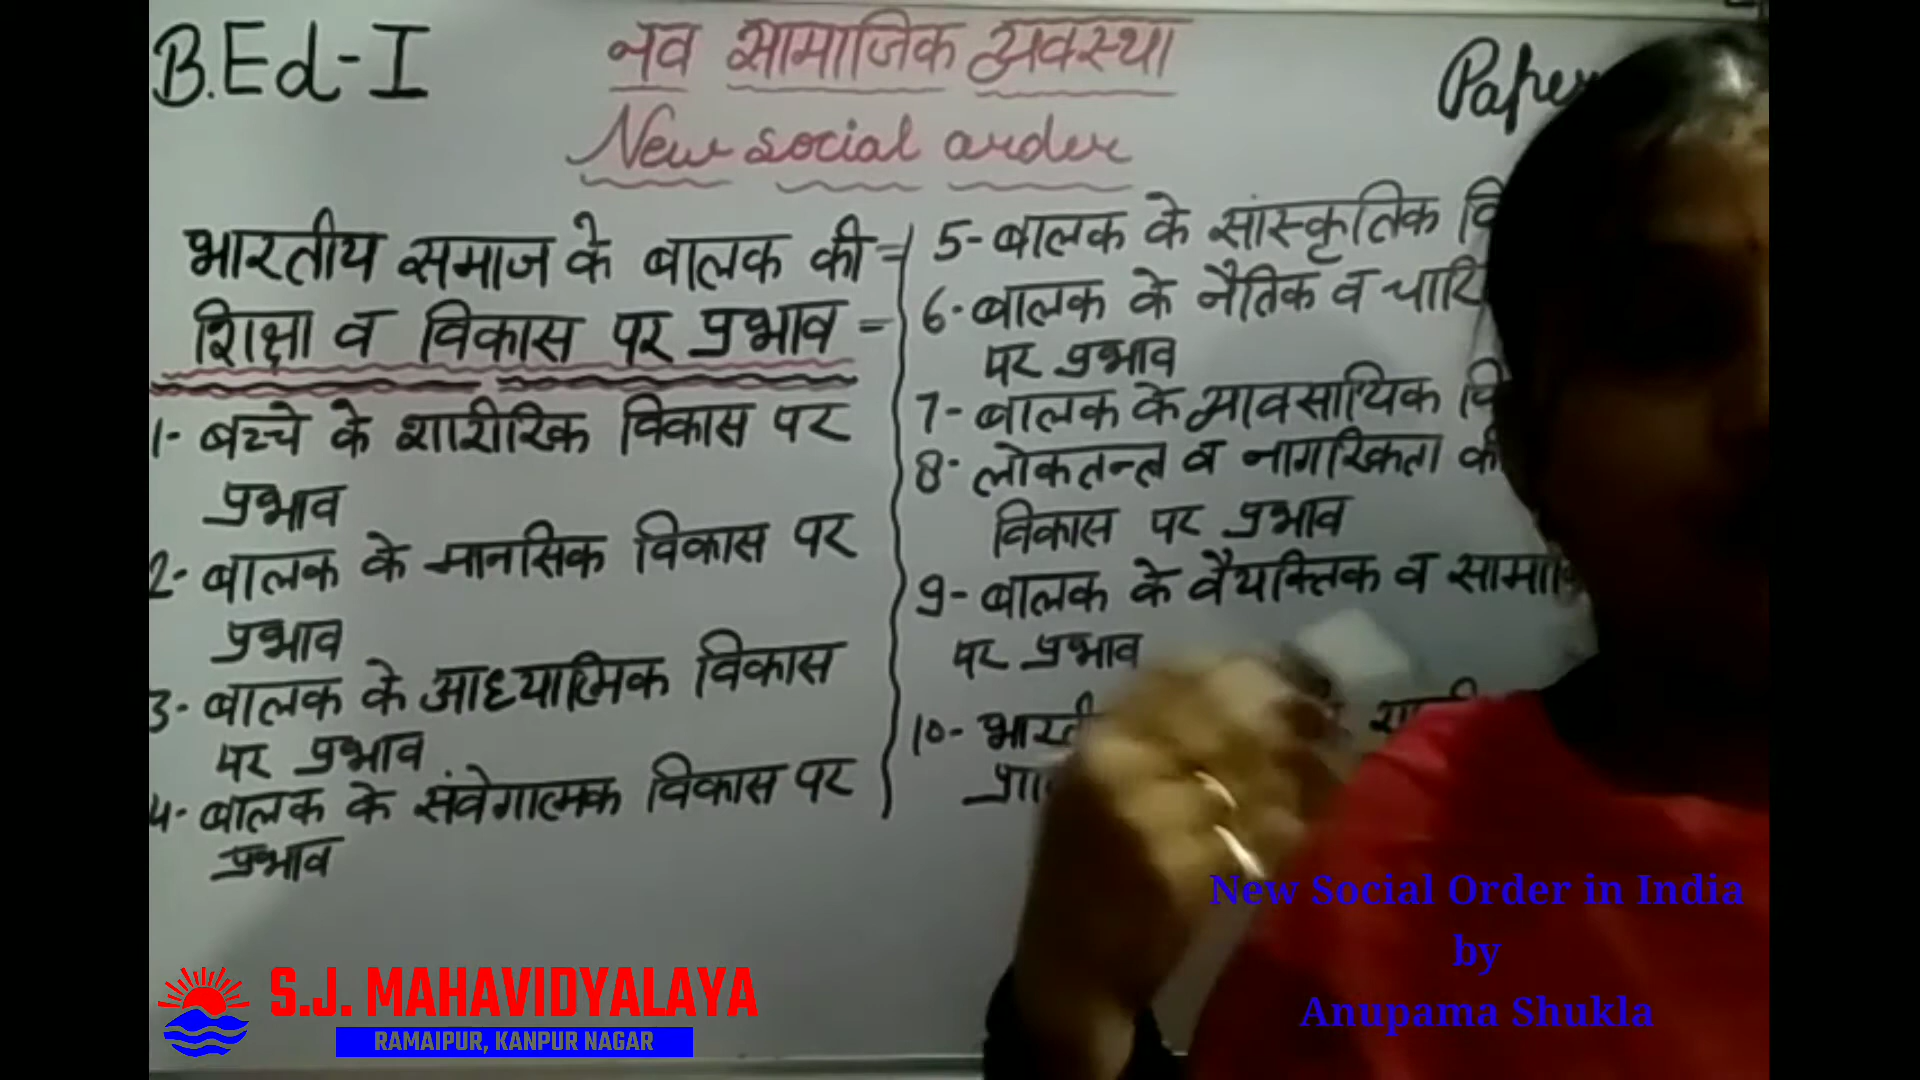 B.Ed-I
नव सामाजिक व्यवस्था
New social order
भारतीय समाज के बालक की =
शिक्षा व विकास पर प्रभाव =
1- बच्चे के शारीरिक विकास पर
प्रभाव
2- बालक के मानसिक विकास पर
प्रभाव
3- बालक के आध्यात्मिक विकास
पर प्रभाव
4- बालक के संवेगात्मक विकास पर
प्रभाव
5- बालक के सांस्कृतिक
6- बालक के नैतिक व
पर प्रभाव
7- बालक के व्यावसायिक
8- लोकतन्त्र व नागरिकता की
विकास पर प्रभाव
9- बालक के वैयक्तिक व
पर प्रभाव
10-
New Social Order in India
by
Anupama Shukla
S.J. MAHAVIDYALAYA
RAMAIPUR, KANPUR NAGAR